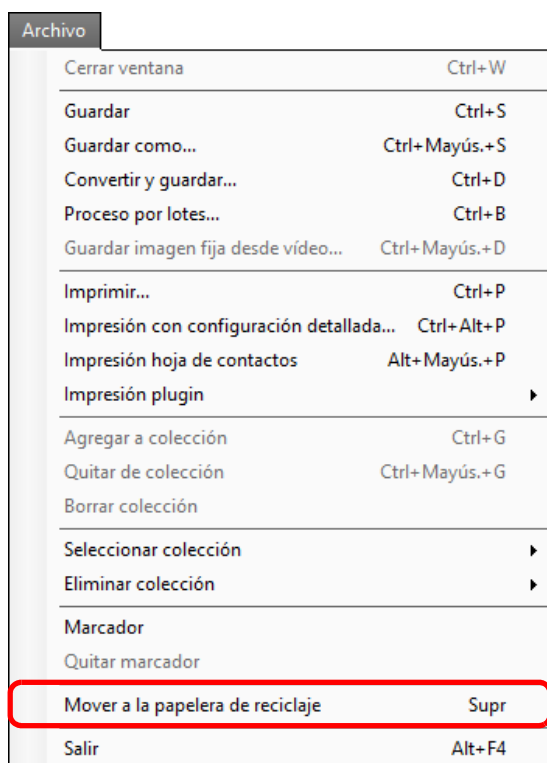 Archivo
Cerrar ventana Ctrl+W
Guardar Ctrl+S
Guardar como... Ctrl+Mayús.+S
Convertir y guardar... Ctrl+D
Proceso por lotes... Ctrl+B
Guardar imagen fija desde vídeo... Ctrl+Mayús.+D
Imprimir... Ctrl+P
Impresión con configuración detallada... Ctrl+Alt+P
Impresión hoja de contactos Alt+Mayús.+P
Impresión plugin
Agregar a colección Ctrl+G
Quitar de colección Ctrl+Mayús.+G
Borrar colección
Seleccionar colección
Eliminar colección
Marcador
Quitar marcador
Mover a la papelera de reciclaje Supr
Salir Alt+F4